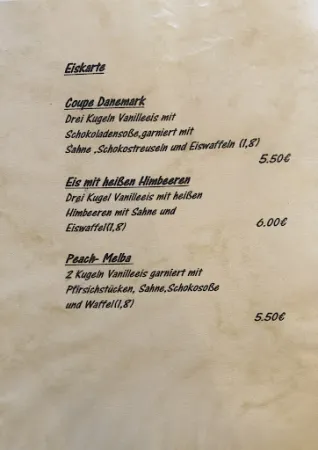 Eiskarte
Coupe Danemark
Drei Kugeln Vanilleeis mit
Schokoladensoße,garniert mit
Sahne ,Schokostreuseln und Eiswaffeln (1,8')
5.50€
Eis mit heißen Himbeeren
Drei Kugel Vanilleeis mit heißen
Himbeeren mit Sahne und
Eiswaffel(1,8')
6.00€
Peach- Melba
2 Kugeln Vanilleeis garniert mit
Pfirsichstücken, Sahne,Schokosoße
und Waffel(1,8')
5.50€